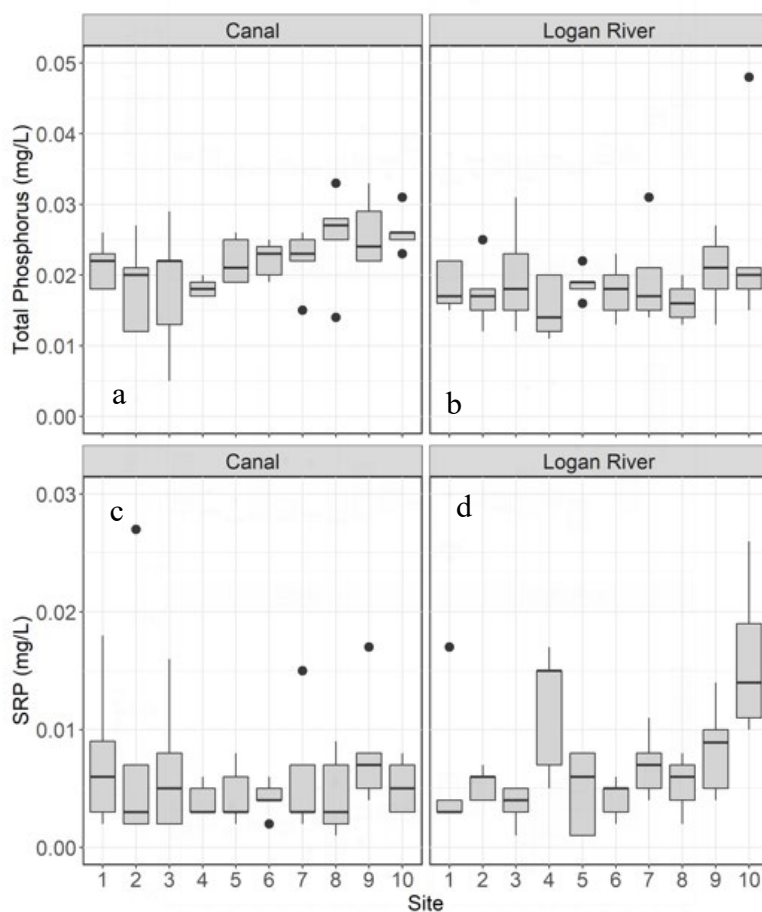 Canal Logan River
Total Phosphorus (mg/L)
0.05
0.04
0.03
0.02
0.01
0.00
a b
Canal Logan River
SRP (mg/L)
0.03
0.02
0.01
0.00
c d
1 2 3 4 5 6 7 8 9 10 1 2 3 4 5 6 7 8 9 10
Site